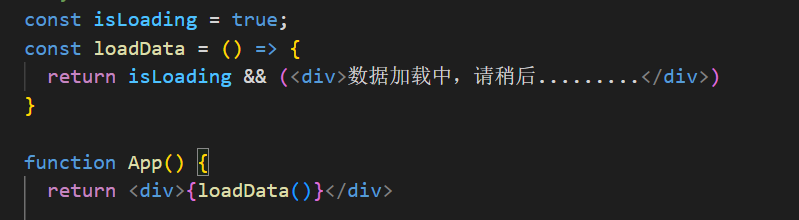 const isLoading = true;
const loadData = () => {
return isLoading && (<div>数据加载中，请稍后.........</div>)
}
function App() {
return <div>{loadData()}</div>